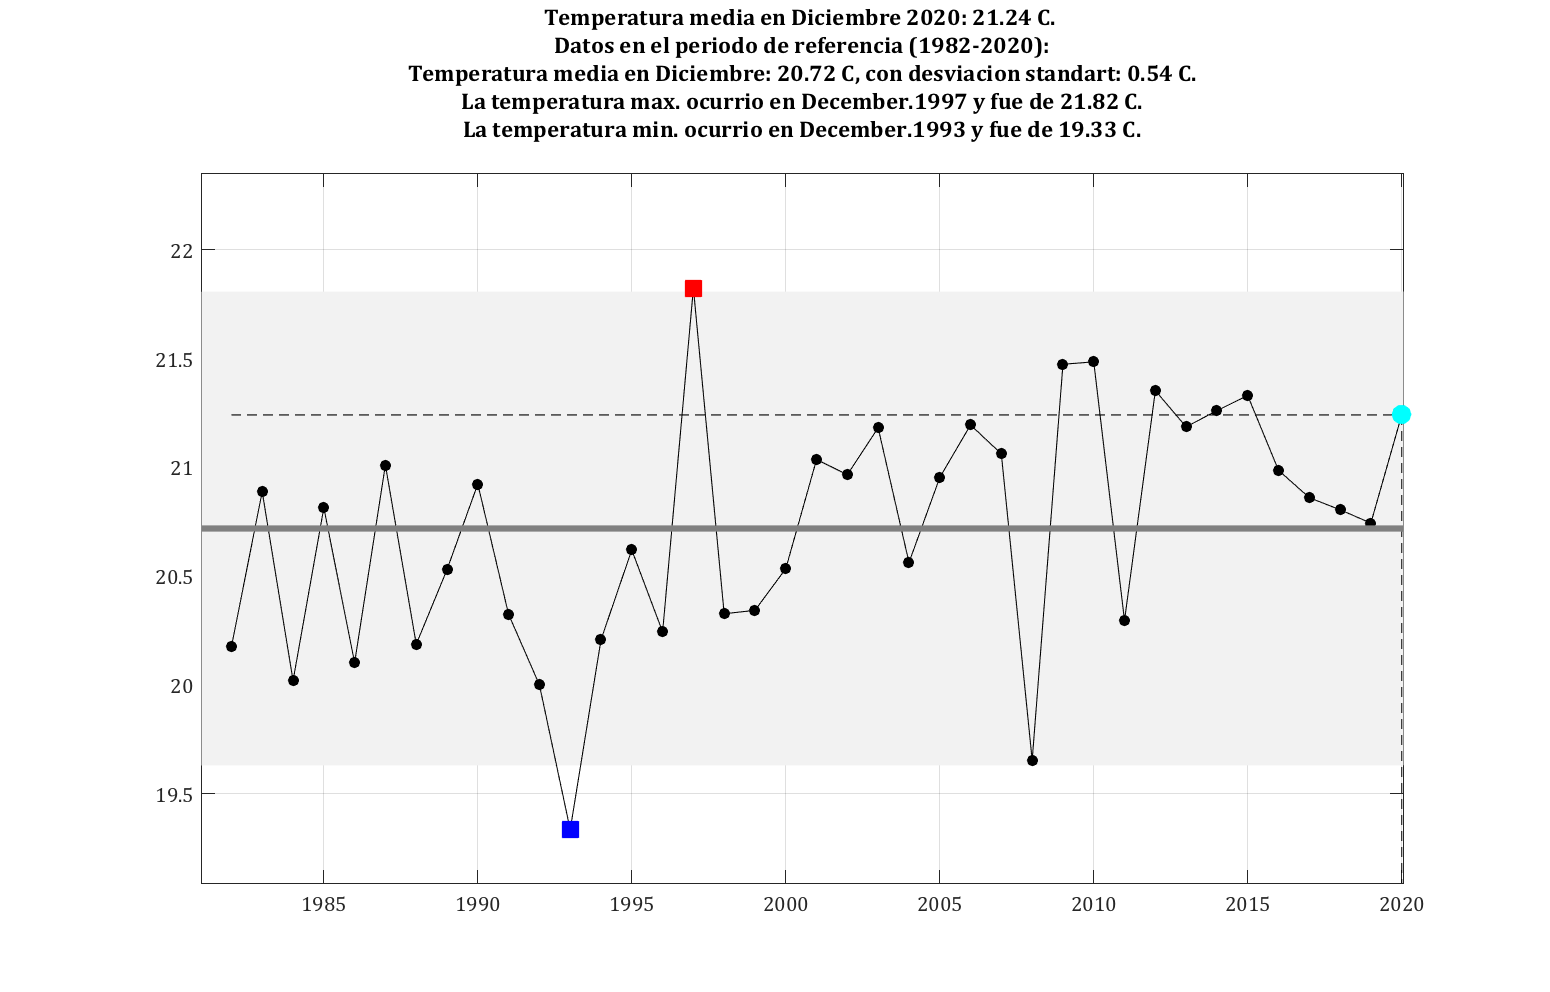 Temperatura media en Diciembre 2020: 21.24 C.
Datos en el periodo de referencia (1982-2020):
Temperatura media en Diciembre: 20.72 C, con desviacion standart: 0.54 C.
La temperatura max. ocurrio en December.1997 y fue de 21.82 C.
La temperatura min. ocurrio en December.1993 y fue de 19.33 C.
22
21.5
21
20.5
20
19.5
1985 1990 1995 2000 2005 2010 2015 2020